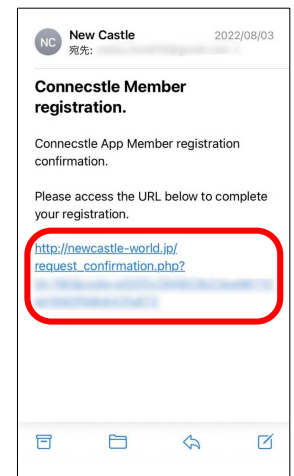 NC
New Castle
2022/08/03
宛先:
Connecstle Member
registration.
Connecstle App Member registration
confirmation.
Please access the URL below to complete
your registration.
http://newcastle-world.jp/
request_confirmation.php?